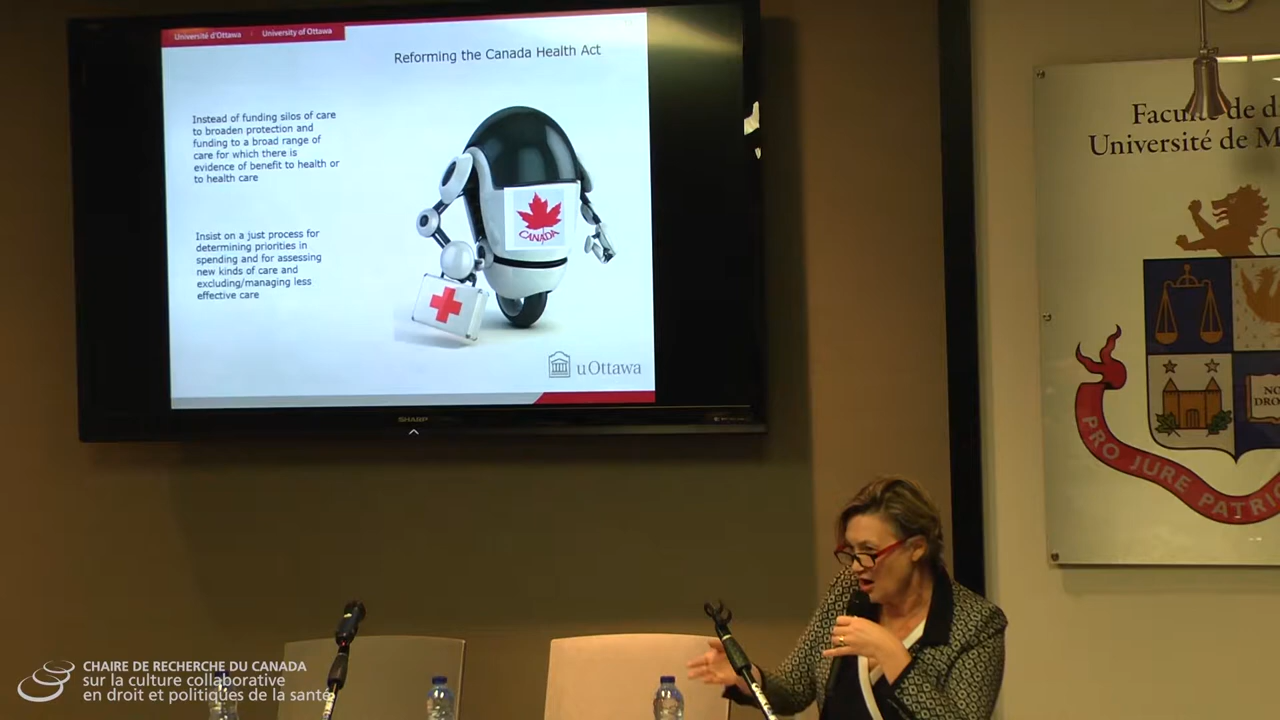 Université d'Ottawa | University of Ottawa
Reforming the Canada Health Act
Instead of funding silos of care
to broaden protection and
funding to a broad range of
care for which there is
evidence of benefit to health or
to health care
Insist on a just process for
determining priorities in
spending and for assessing
new kinds of care and
excluding/managing less
effective care
CANADA
uOttawa
SHARP
Faculté de d
Université de M
NO
DRO
PRO JURE PATRI
CHAIRE DE RECHERCHE DU CANADA
sur la culture collaborative
en droit et politiques de la santé